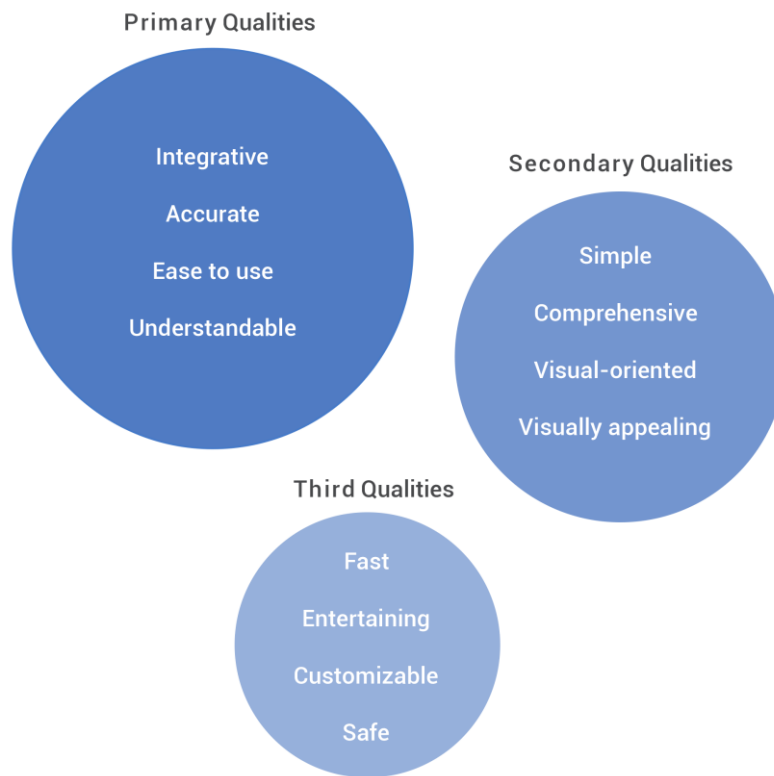 Primary Qualities
Integrative
Accurate
Ease to use
Understandable
Secondary Qualities
Simple
Comprehensive
Visual-oriented
Visually appealing
Third Qualities
Fast
Entertaining
Customizable
Safe